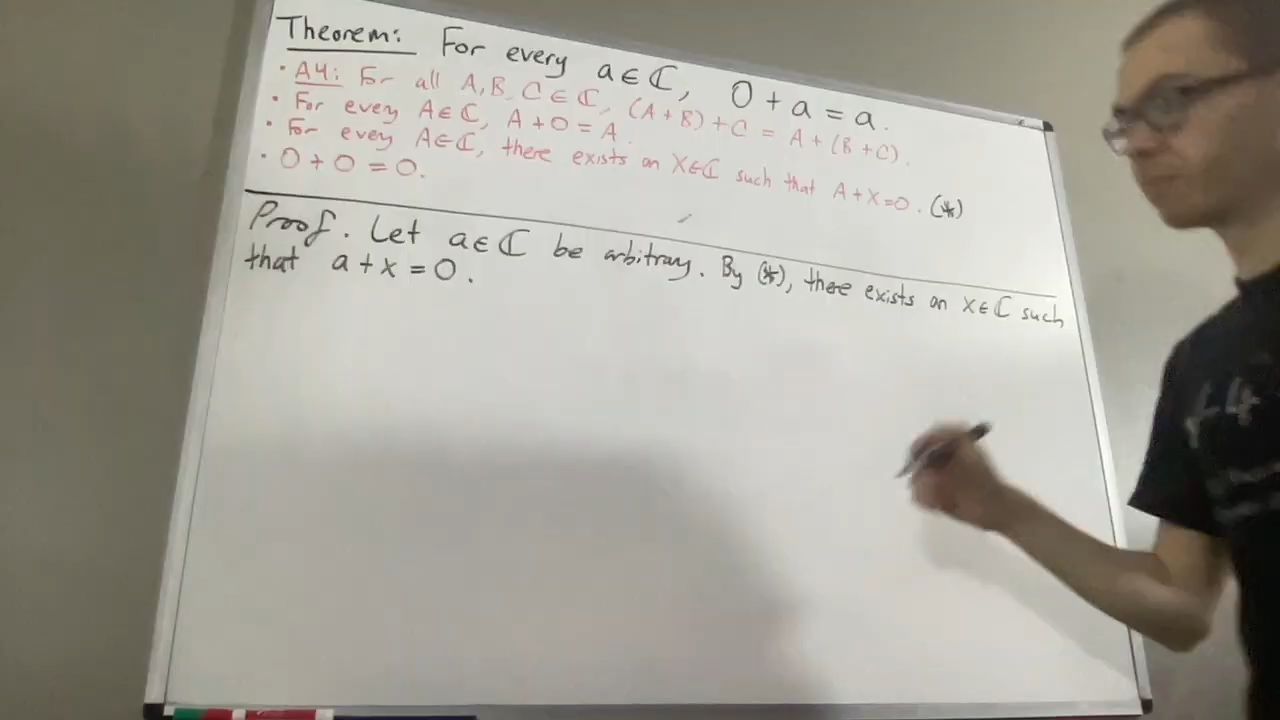 Theorem: For every a ∈ ℂ, 0 + a = a.
• A4: For all A, B, C ∈ ℂ, (A + B) + C = A + (B + C).
• For every A ∈ ℂ, A + 0 = A.
• For every A ∈ ℂ, there exists an X ∈ ℂ such that A + X = 0. (*)
• 0 + 0 = 0.
Proof. Let a ∈ ℂ be arbitrary. By (*), there exists an x ∈ ℂ such
that a + x = 0.